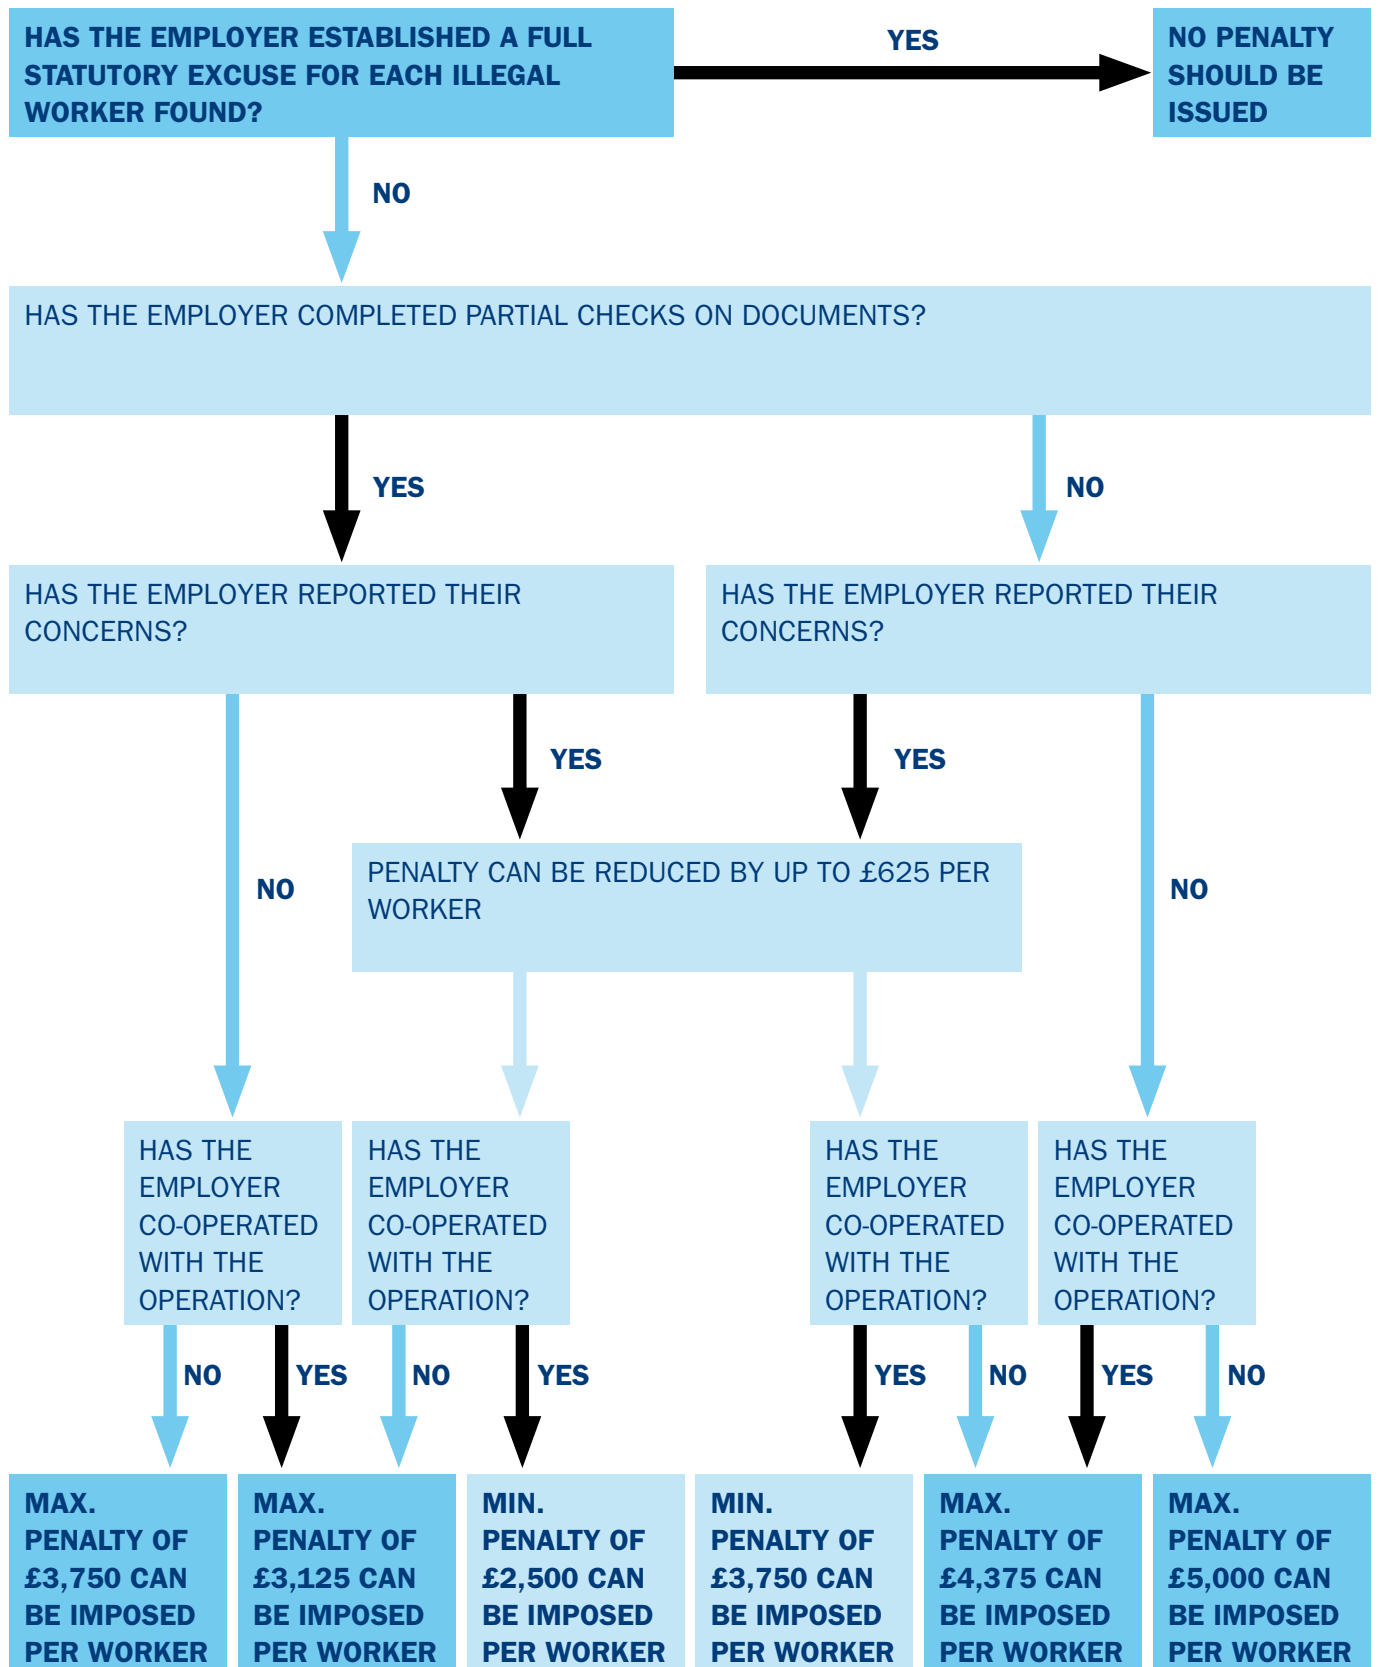 HAS THE EMPLOYER ESTABLISHED A FULL
STATUTORY EXCUSE FOR EACH ILLEGAL
WORKER FOUND?
YES
NO PENALTY
SHOULD BE
ISSUED
NO
HAS THE EMPLOYER COMPLETED PARTIAL CHECKS ON DOCUMENTS?
YES
NO
HAS THE EMPLOYER REPORTED THEIR
CONCERNS?
HAS THE EMPLOYER REPORTED THEIR
CONCERNS?
YES
YES
NO
PENALTY CAN BE REDUCED BY UP TO £625 PER
WORKER
NO
HAS THE
EMPLOYER
CO-OPERATED
WITH THE
OPERATION?
HAS THE
EMPLOYER
CO-OPERATED
WITH THE
OPERATION?
HAS THE
EMPLOYER
CO-OPERATED
WITH THE
OPERATION?
HAS THE
EMPLOYER
CO-OPERATED
WITH THE
OPERATION?
NO
YES
NO
YES
YES
NO
YES
NO
MAX.
PENALTY OF
£3,750 CAN
BE IMPOSED
PER WORKER
MAX.
PENALTY OF
£3,125 CAN
BE IMPOSED
PER WORKER
MIN.
PENALTY OF
£2,500 CAN
BE IMPOSED
PER WORKER
MIN.
PENALTY OF
£3,750 CAN
BE IMPOSED
PER WORKER
MAX.
PENALTY OF
£4,375 CAN
BE IMPOSED
PER WORKER
MAX.
PENALTY OF
£5,000 CAN
BE IMPOSED
PER WORKER